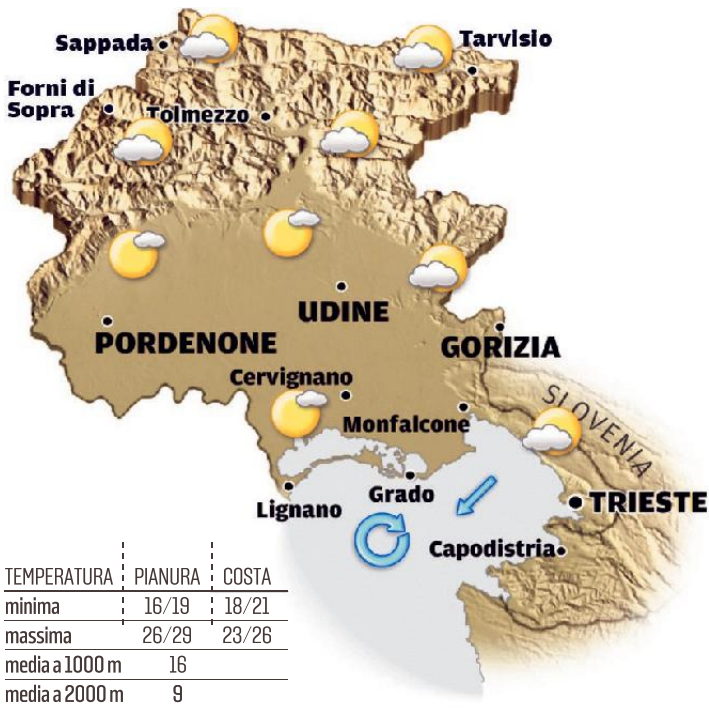 Sappada
Tarvisio
Forni di
Sopra
Tolmezzo
UDINE
PORDENONE
GORIZIA
Cervignano
SLOVENIA
Monfalcone
Lignano
Grado
TRIESTE
Capodistria
TEMPERATURA PIANURA COSTA
minima 16/19 18/21
massima 26/29 23/26
media a 1000 m 16
media a 2000 m 9